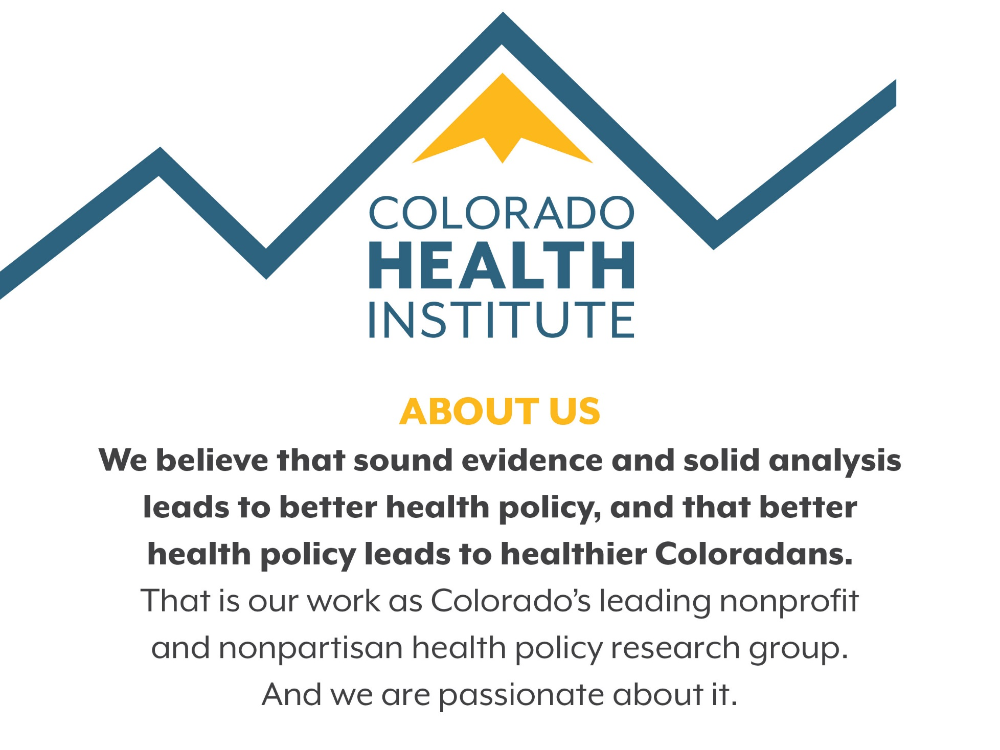 COLORADO
HEALTH
INSTITUTE
ABOUT US
We believe that sound evidence and solid analysis
leads to better health policy, and that better
health policy leads to healthier Coloradans.
That is our work as Colorado’s leading nonprofit
and nonpartisan health policy research group.
And we are passionate about it.